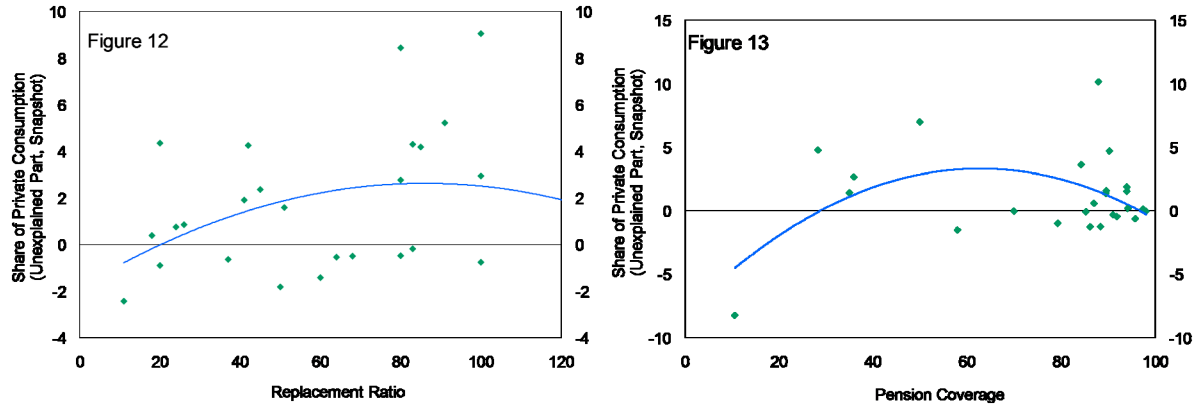 Figure 12
Share of Private Consumption
(Unexplained Part, Snapshot)
10
8
6
4
2
0
-2
-4
10
8
6
4
2
0
-2
-4
0 20 40 60 80 100 120
Replacement Ratio
Figure 13
Share of Private Consumption
(Unexplained Part, Snapshot)
15
10
5
0
-5
-10
15
10
5
0
-5
-10
0 20 40 60 80 100
Pension Coverage